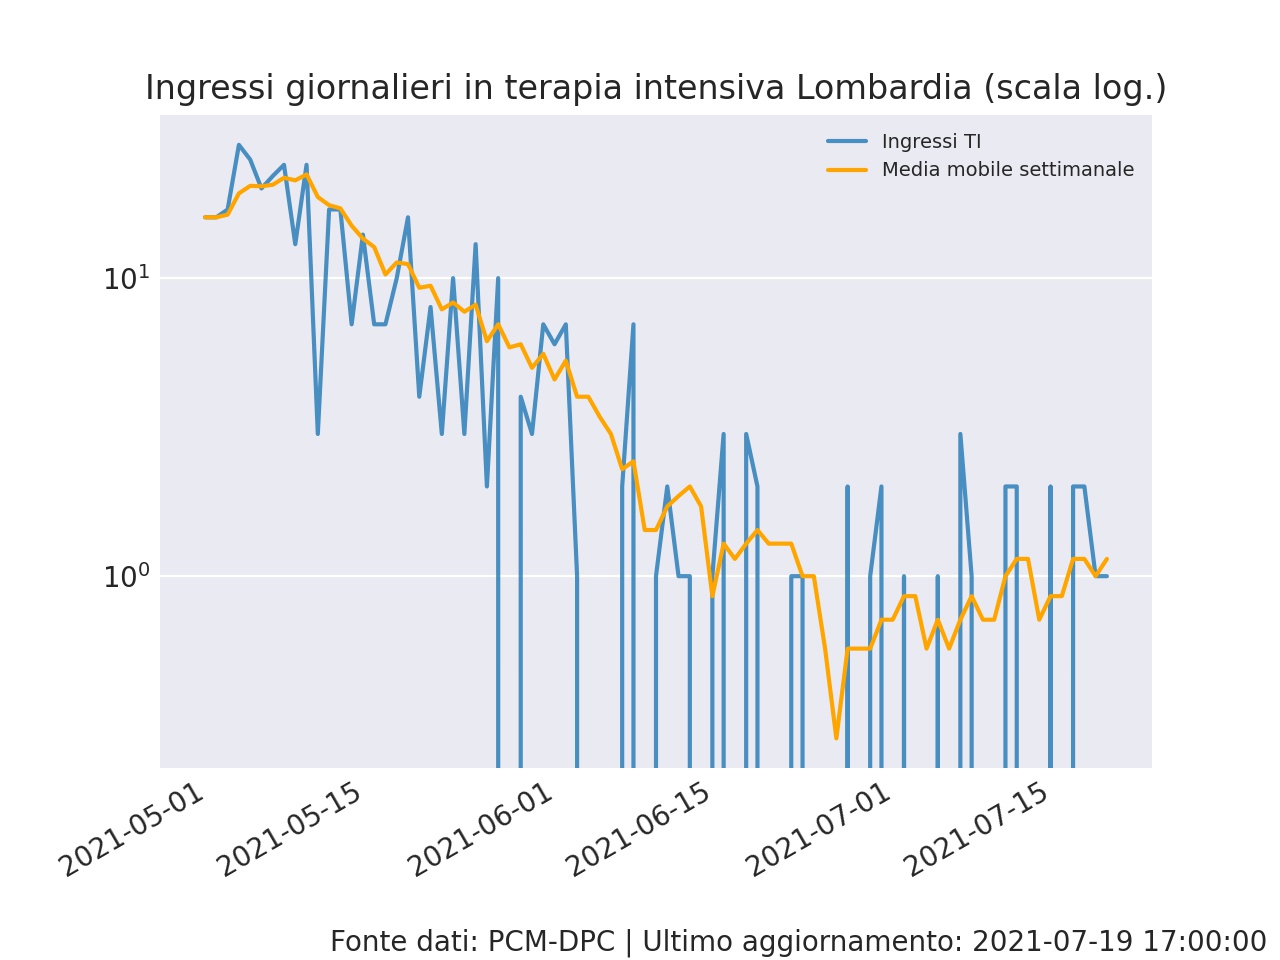 Ingressi giornalieri in terapia intensiva Lombardia (scala log.)
Ingressi TI
Media mobile settimanale
10¹
10⁰
2021-05-01
2021-05-15
2021-06-01
2021-06-15
2021-07-01
2021-07-15
Fonte dati: PCM-DPC | Ultimo aggiornamento: 2021-07-19 17:00:00